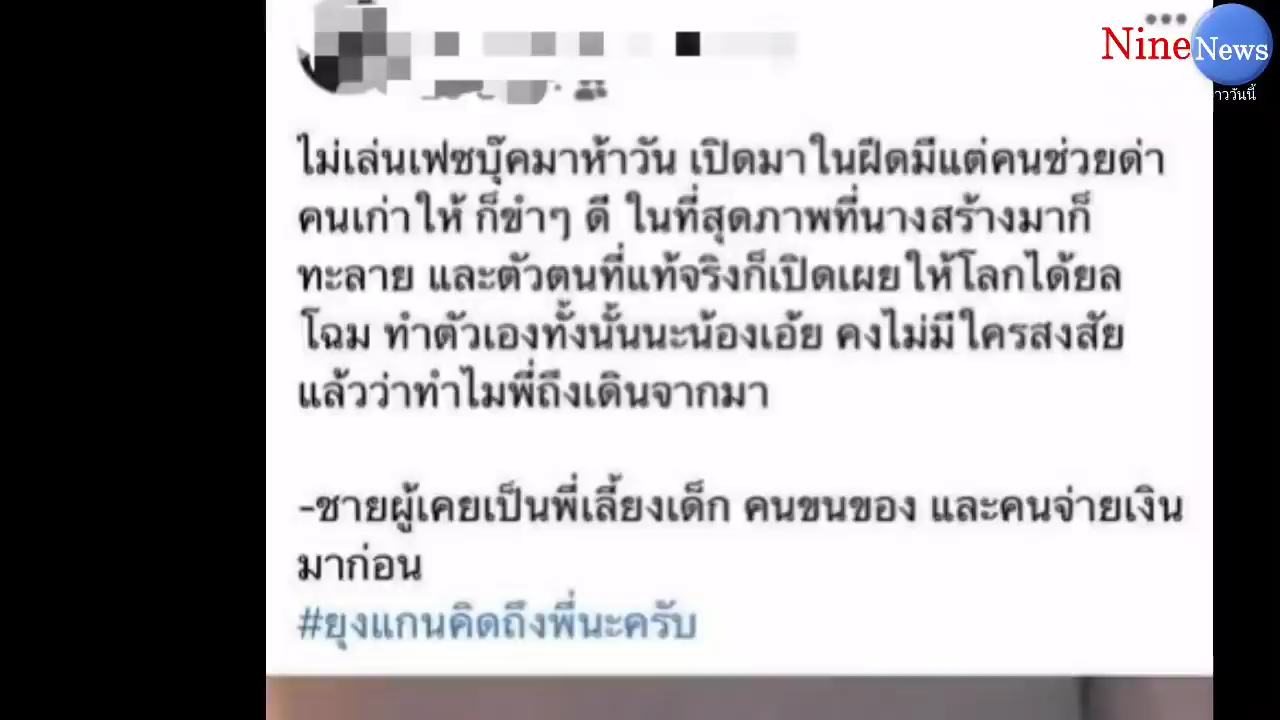 Nine News
าววันนี้
ไม่เล่นเฟซบุ๊คมาห้าวัน เปิดมาในฝีดมีแต่คนช่วยด่า
คนเก่าให้ ก็ขำๆ ดี ในที่สุดภาพที่นางสร้างมาก็
ทะลาย และตัวตนที่แท้จริงก็เปิดเผยให้โลกได้ยล
โฉม ทำตัวเองทั้งนั้นนะน้องเอ้ย คงไม่มีใครสงสัย
แล้วว่าทำไมพี่ถึงเดินจากมา
-ชายผู้เคยเป็นพี่เลี้ยงเด็ก คนขนของ และคนจ่ายเงิน
มาก่อน
#ยุงแกนคิดถึงพี่นะครับ